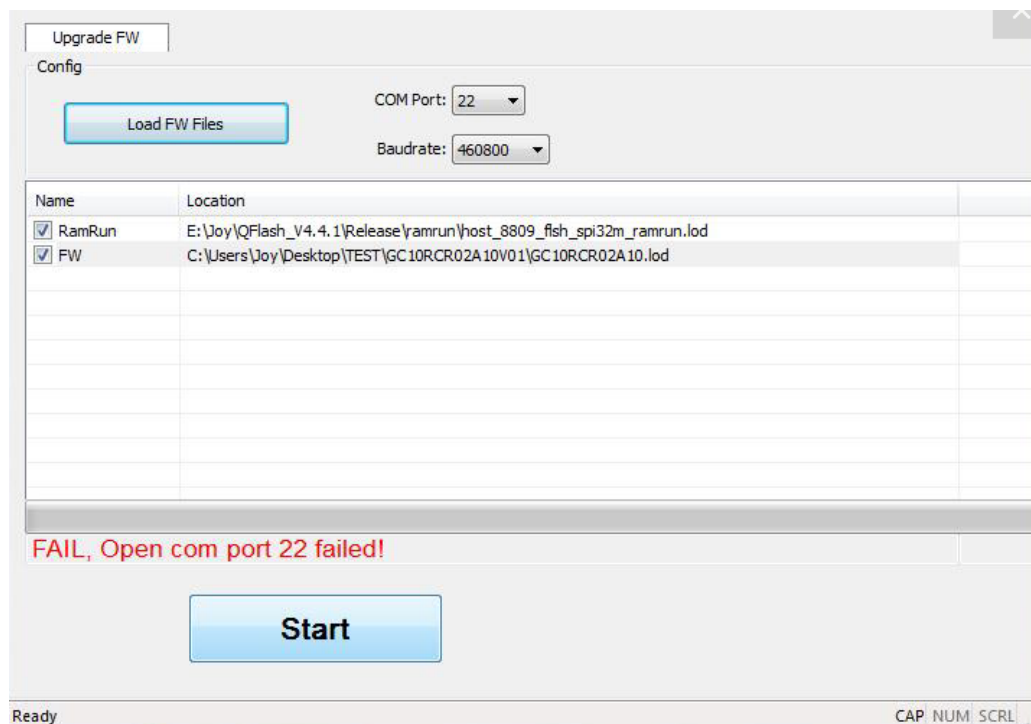 Upgrade FW
Config
Load FW Files
COM Port: 22
Baudrate: 460800
Name Location
RamRun E:\Joy\QFlash_V4.4.1\Release\ramrun\host_8809_flsh_spi32m_ramrun.lod
FW C:\Users\Joy\Desktop\TEST\GC10RCR02A10V01\GC10RCR02A10.lod
FAIL, Open com port 22 failed!
Start
Ready CAP NUM SCRL